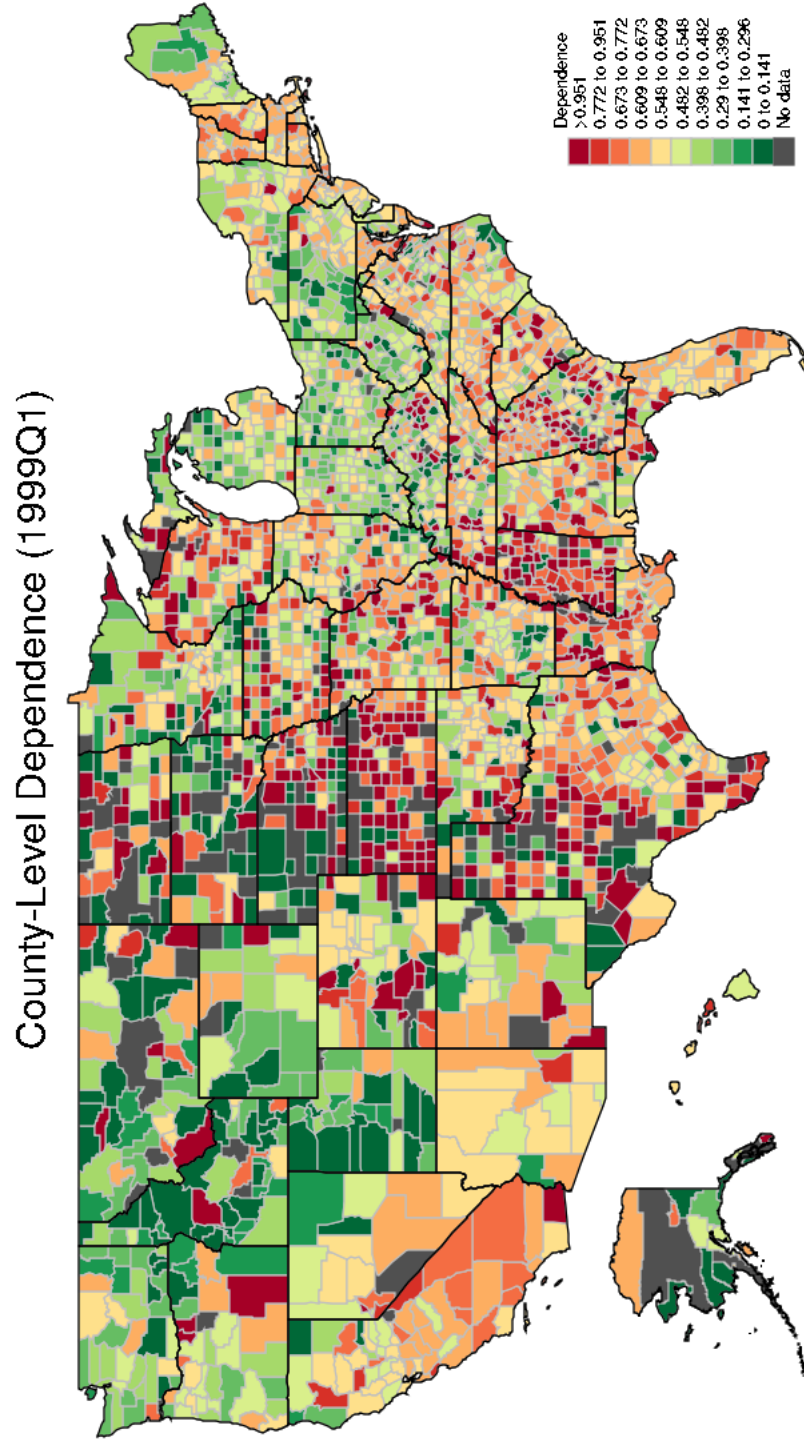 County-Level Dependence (1999Q1)
Dependence
>0.951
0.772 to 0.951
0.673 to 0.772
0.609 to 0.673
0.548 to 0.609
0.482 to 0.548
0.398 to 0.482
0.29 to 0.398
0.141 to 0.296
0 to 0.141
No data